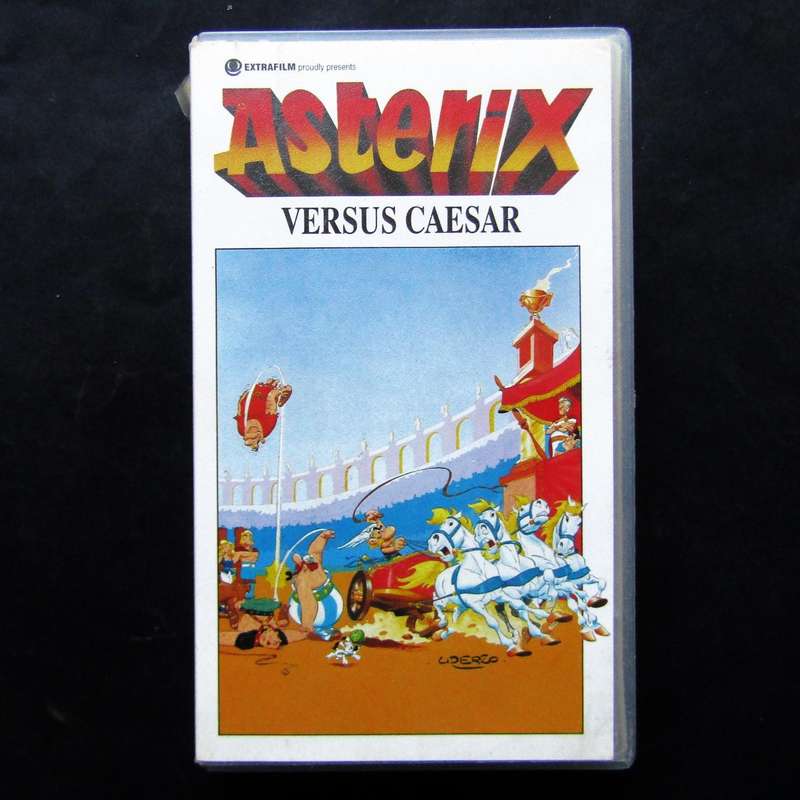 EXTRAFILM proudly presents
Asterix
VERSUS CAESAR
UDERZO